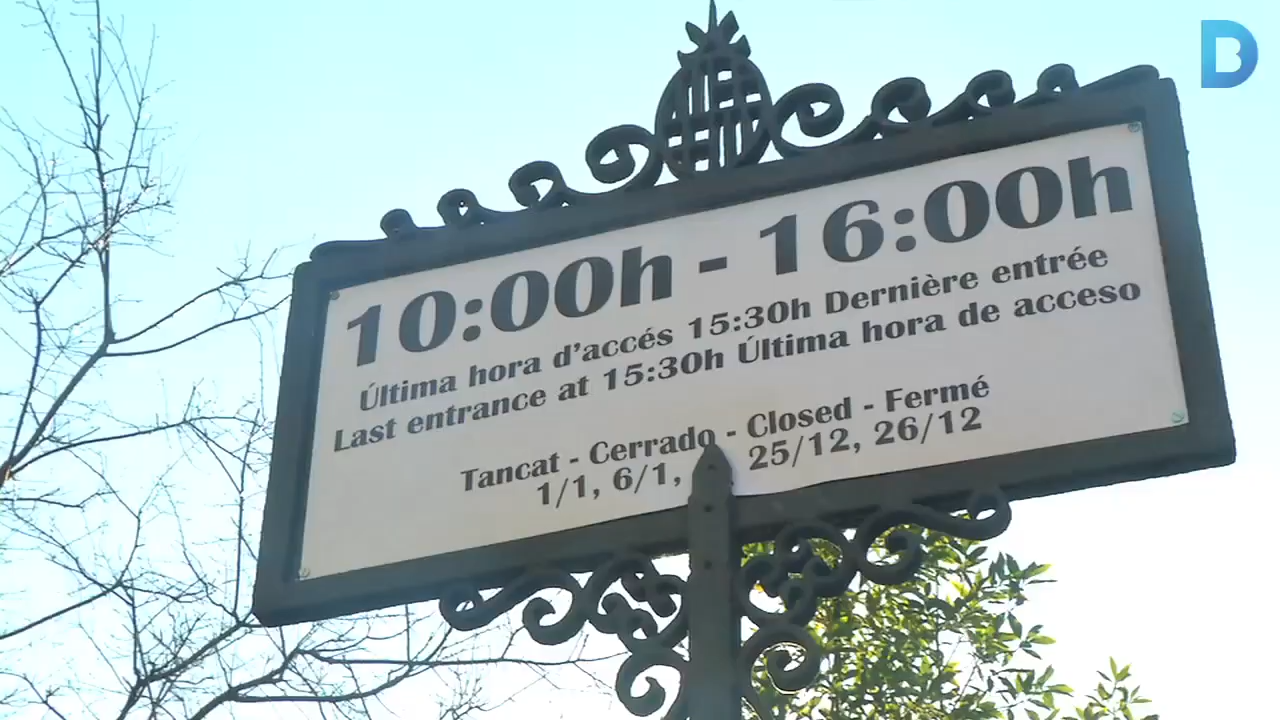 B
10:00h - 16:00h
Última hora d'accés 15:30h Dernière entrée
Last entrance at 15:30h Última hora de acceso
Tancat - Cerrado - Closed - Fermé
1/1, 6/1, 25/12, 26/12